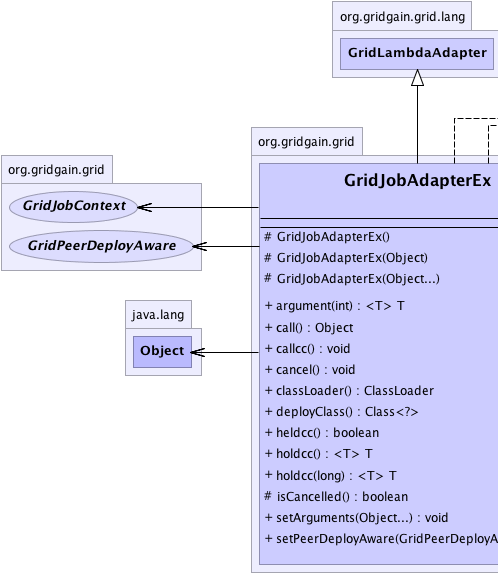 org.gridgain.grid.lang
GridLambdaAdapter
org.gridgain.grid
GridJobAdapterEx
org.gridgain.grid
GridJobContext
GridPeerDeployAware
java.lang
Object
# GridJobAdapterEx()
# GridJobAdapterEx(Object)
# GridJobAdapterEx(Object...)
+ argument(int) : <T> T
+ call() : Object
+ callcc() : void
+ cancel() : void
+ classLoader() : ClassLoader
+ deployClass() : Class<?>
+ heldcc() : boolean
+ holdcc() : <T> T
+ holdcc(long) : <T> T
# isCancelled() : boolean
+ setArguments(Object...) : void
+ setPeerDeployAware(GridPeerDeployA